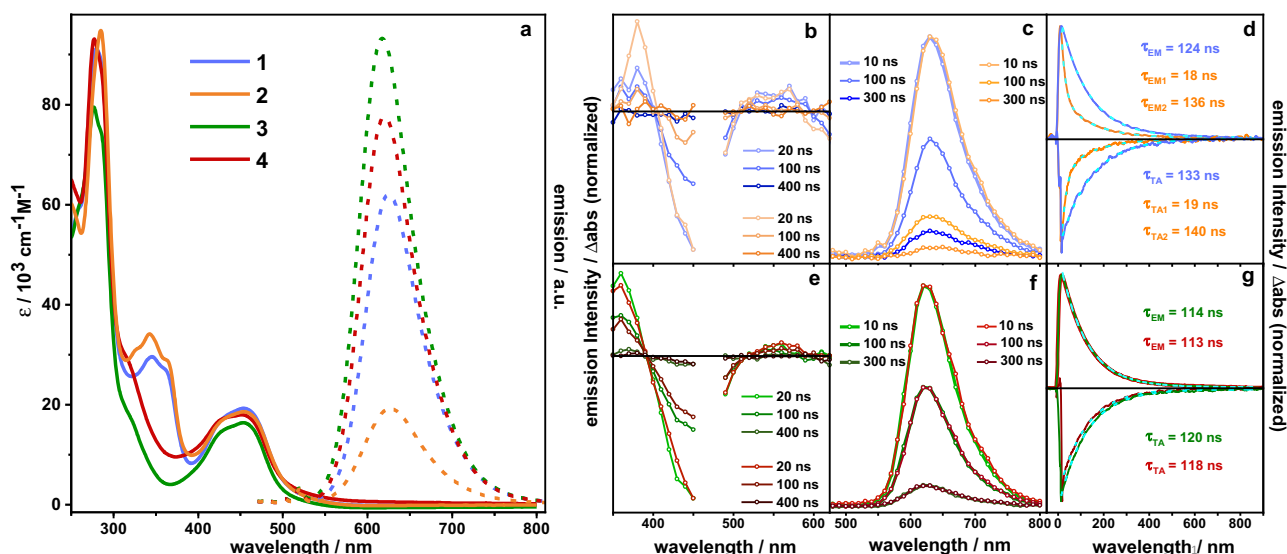 a
1
2
3
4
80
60
40
20
0
ε / 10³ cm⁻¹M⁻¹
emission / a.u.
300 400 500 600 700 800
wavelength / nm
emission Intensity / Δabs (normalized)
b
20 ns
100 ns
400 ns
20 ns
100 ns
400 ns
c
10 ns
100 ns
300 ns
10 ns
100 ns
300 ns
d
τEM = 124 ns
τEM1 = 18 ns
τEM2 = 136 ns
τTA = 133 ns
τTA1 = 19 ns
τTA2 = 140 ns
e
20 ns
100 ns
400 ns
20 ns
100 ns
400 ns
400 500 600
wavelength / nm
f
10 ns
100 ns
300 ns
10 ns
100 ns
300 ns
500 600 700 800
wavelength / nm
g
τEM = 114 ns
τEM = 113 ns
τTA = 120 ns
τTA = 118 ns
0 200 400 600 800
wavelength / nm
emission Intensity / Δabs (normalized)